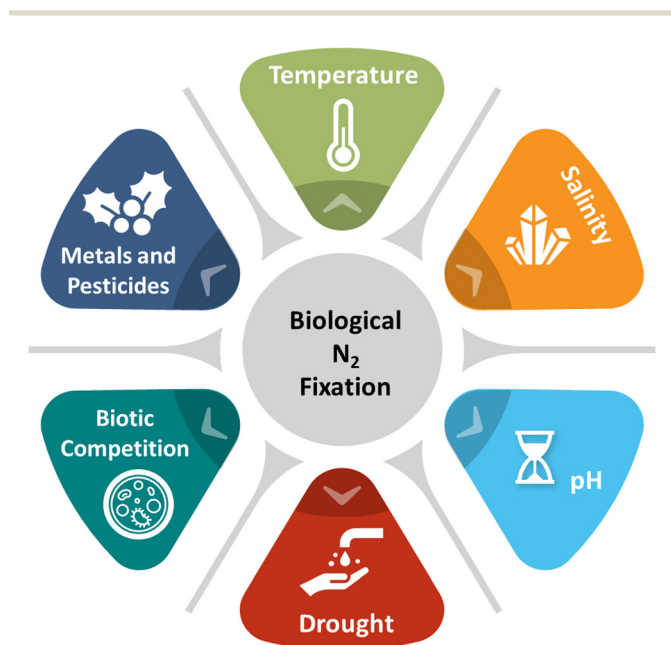 Temperature
Salinity
Metals and
Pesticides
Biological
N₂
Fixation
Biotic
Competition
pH
Drought